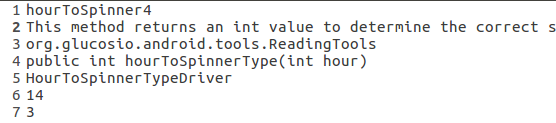 1 hourToSpinner4
2 This method returns an int value to determine the correct s
3 org.glucosio.android.tools.ReadingTools
4 public int hourToSpinnerType(int hour)
5 HourToSpinnerTypeDriver
6 14
7 3